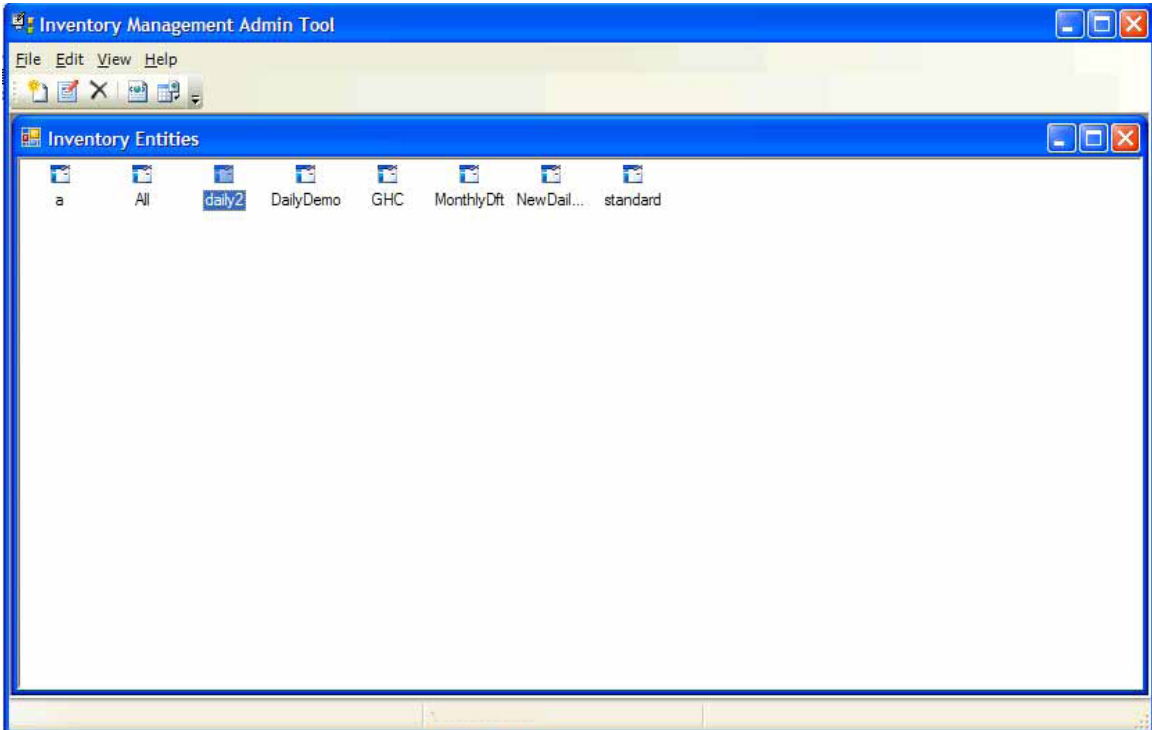 Inventory Management Admin Tool
File Edit View Help
Inventory Entities
a All daily2 DailyDemo GHC MonthlyDft NewDail... standard